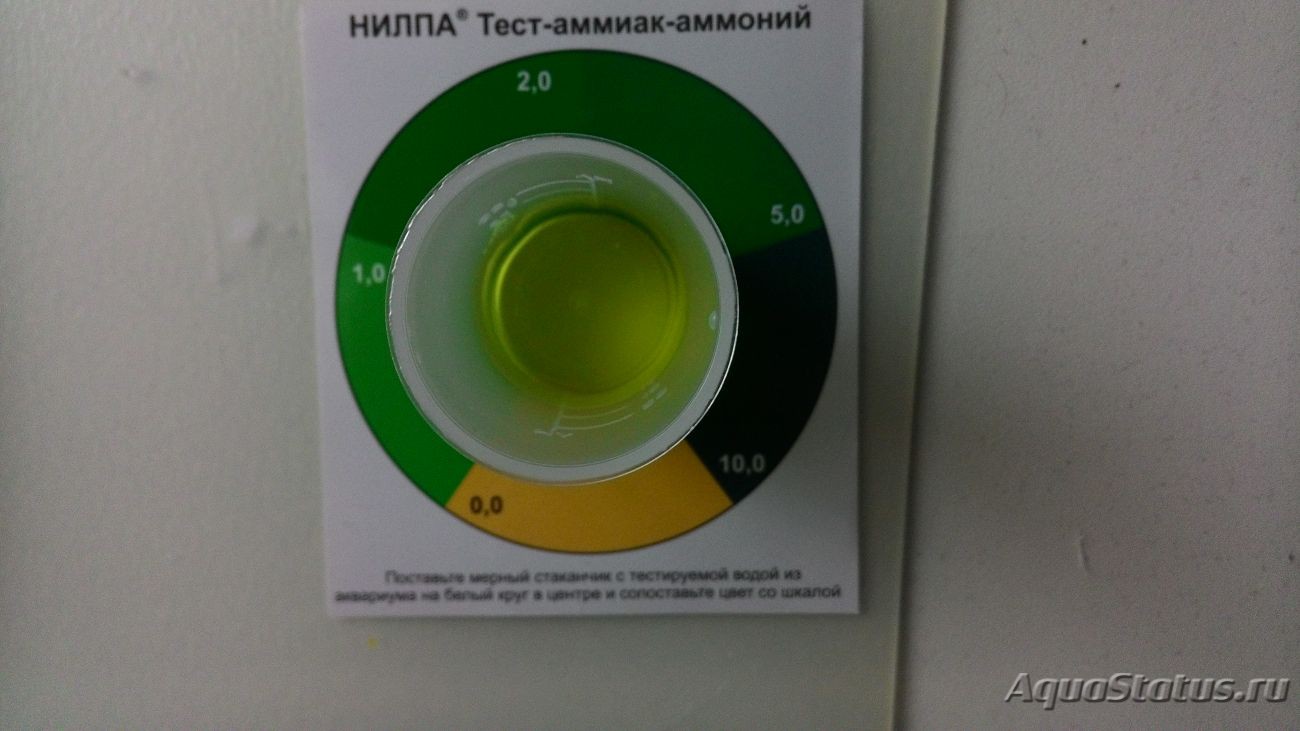 НИЛПА® Тест-аммиак-аммоний
2,0
5,0
1,0
10,0
0,0
Поставьте мерный стаканчик с тестируемой водой из
аквариума на белый круг в центре и сопоставьте цвет со шкалой
AquaStatus.ru